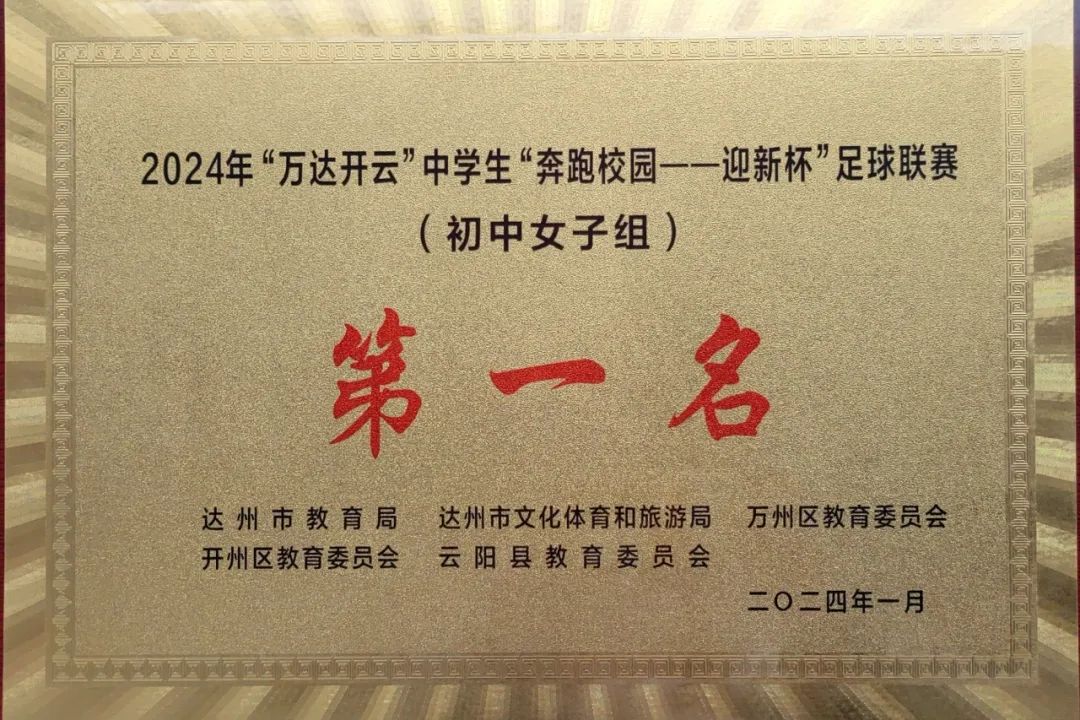 2024年“万达开云”中学生“奔跑校园——迎新杯”足球联赛
（初中女子组）
第一名
达州市教育局 达州市文化体育和旅游局 万州区教育委员会
开州区教育委员会 云阳县教育委员会
二〇二四年一月